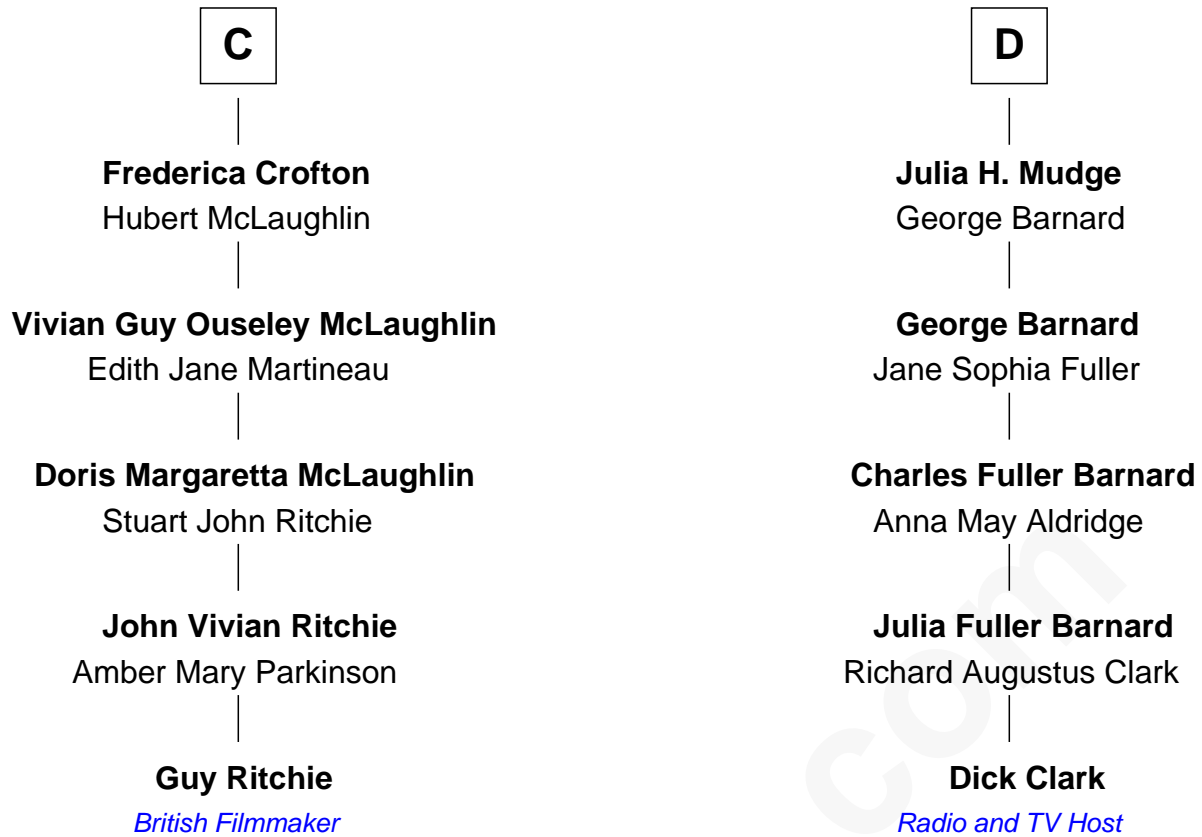 C
Frederica Crofton
Hubert McLaughlin
Vivian Guy Ouseley McLaughlin
Edith Jane Martineau
Doris Margaretta McLaughlin
Stuart John Ritchie
John Vivian Ritchie
Amber Mary Parkinson
Guy Ritchie
British Filmmaker
D
Julia H. Mudge
George Barnard
George Barnard
Jane Sophia Fuller
Charles Fuller Barnard
Anna May Aldridge
Julia Fuller Barnard
Richard Augustus Clark
Dick Clark
Radio and TV Host
com